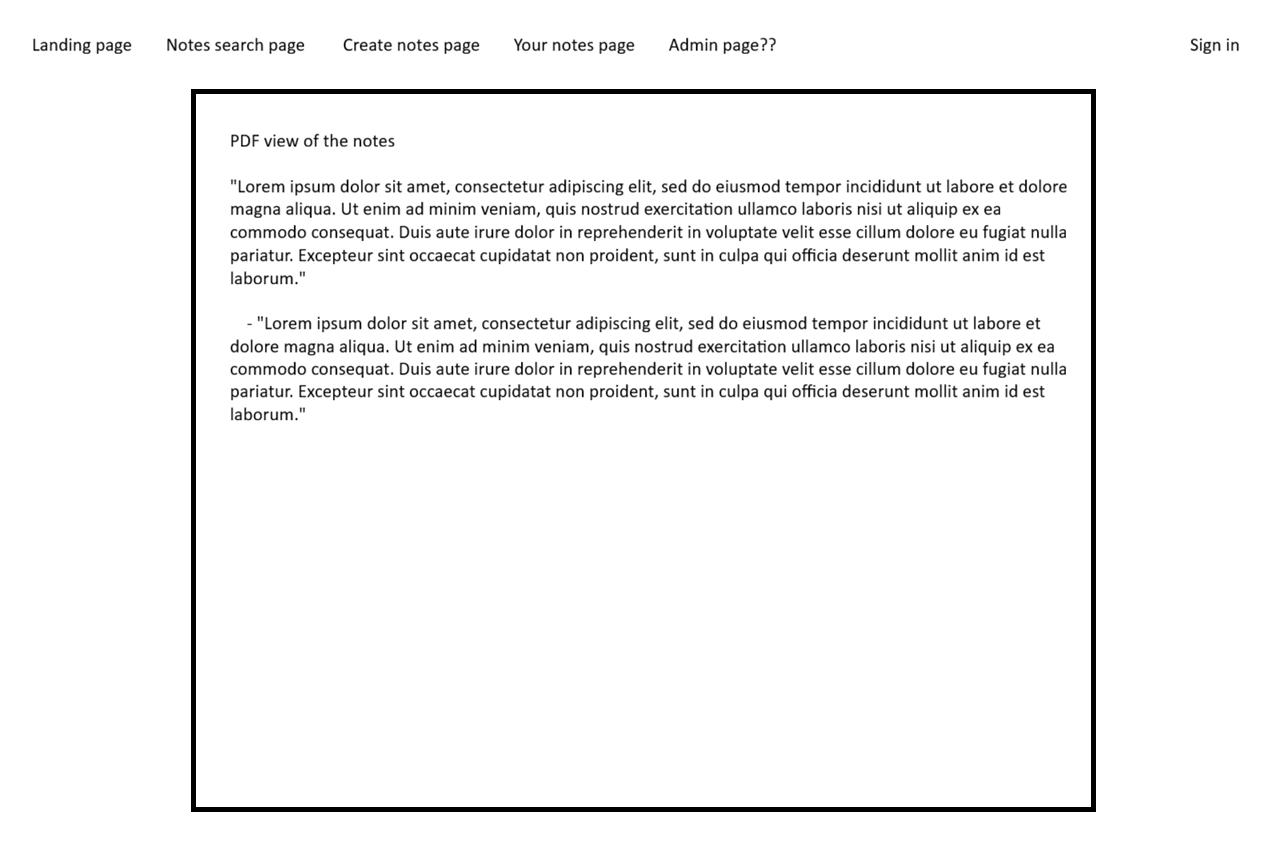 Landing page Notes search page Create notes page Your notes page Admin page?? Sign in
PDF view of the notes
"Lorem ipsum dolor sit amet, consectetur adipiscing elit, sed do eiusmod tempor incididunt ut labore et dolore
magna aliqua. Ut enim ad minim veniam, quis nostrud exercitation ullamco laboris nisi ut aliquip ex ea
commodo consequat. Duis aute irure dolor in reprehenderit in voluptate velit esse cillum dolore eu fugiat nulla
pariatur. Excepteur sint occaecat cupidatat non proident, sunt in culpa qui officia deserunt mollit anim id est
laborum."
- "Lorem ipsum dolor sit amet, consectetur adipiscing elit, sed do eiusmod tempor incididunt ut labore et
dolore magna aliqua. Ut enim ad minim veniam, quis nostrud exercitation ullamco laboris nisi ut aliquip ex ea
commodo consequat. Duis aute irure dolor in reprehenderit in voluptate velit esse cillum dolore eu fugiat nulla
pariatur. Excepteur sint occaecat cupidatat non proident, sunt in culpa qui officia deserunt mollit anim id est
laborum."